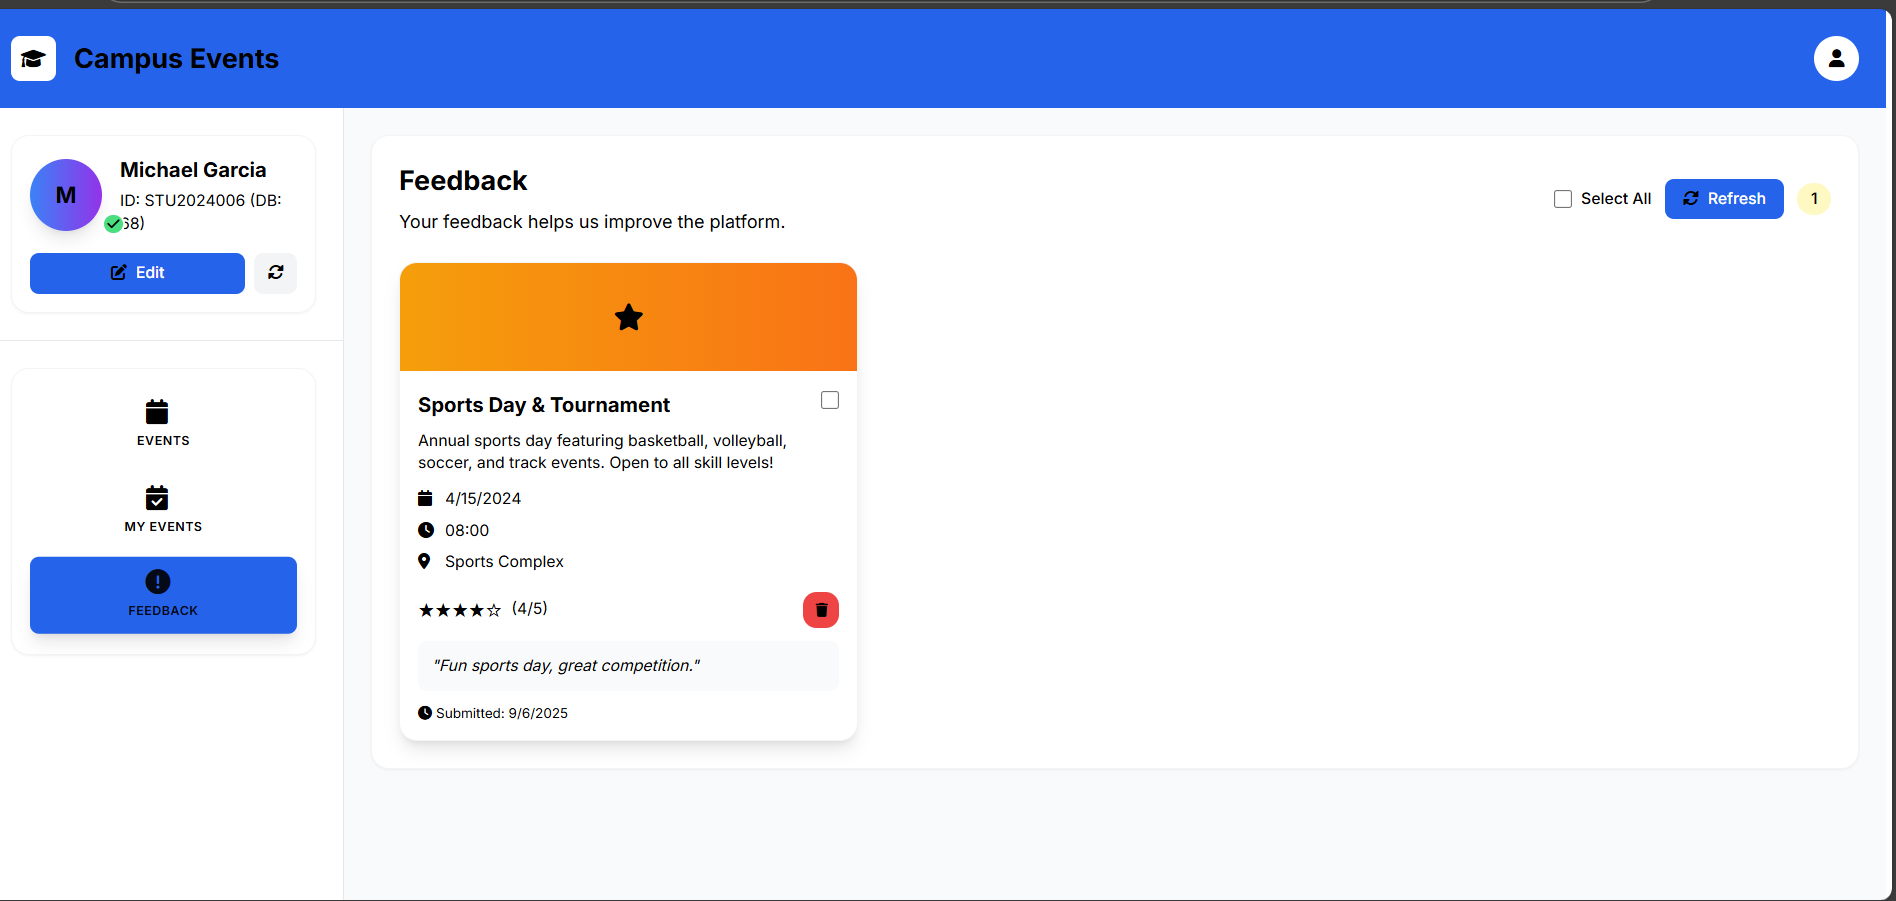 Campus Events
M
Michael Garcia
ID: STU2024006 (DB:
68)
Edit
EVENTS
MY EVENTS
FEEDBACK
Feedback
Your feedback helps us improve the platform.
Select All
Refresh
1
Sports Day & Tournament
Annual sports day featuring basketball, volleyball,
soccer, and track events. Open to all skill levels!
4/15/2024
08:00
Sports Complex
★★★★☆ (4/5)
"Fun sports day, great competition."
Submitted: 9/6/2025